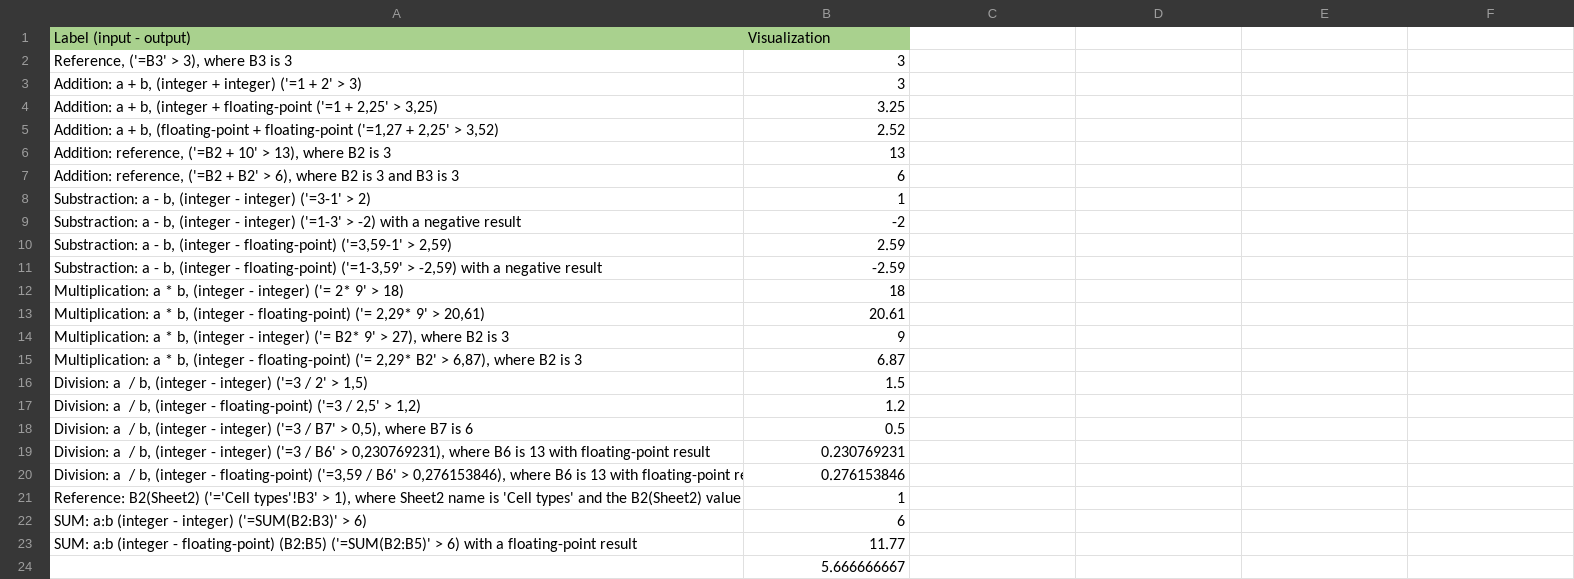 A B C D E F
1 Label (input - output) Visualization
2 Reference, ('=B3' > 3), where B3 is 3 3
3 Addition: a + b, (integer + integer) ('=1 + 2' > 3) 3
4 Addition: a + b, (integer + floating-point ('=1 + 2,25' > 3,25) 3.25
5 Addition: a + b, (floating-point + floating-point ('=1,27 + 2,25' > 3,52) 2.52
6 Addition: reference, ('=B2 + 10' > 13), where B2 is 3 13
7 Addition: reference, ('=B2 + B2' > 6), where B2 is 3 and B3 is 3 6
8 Substraction: a - b, (integer - integer) ('=3-1' > 2) 1
9 Substraction: a - b, (integer - integer) ('=1-3' > -2) with a negative result -2
10 Substraction: a - b, (integer - floating-point) ('=3,59-1' > 2,59) 2.59
11 Substraction: a - b, (integer - floating-point) ('=1-3,59' > -2,59) with a negative result -2.59
12 Multiplication: a * b, (integer - integer) ('= 2* 9' > 18) 18
13 Multiplication: a * b, (integer - floating-point) ('= 2,29* 9' > 20,61) 20.61
14 Multiplication: a * b, (integer - integer) ('= B2* 9' > 27), where B2 is 3 9
15 Multiplication: a * b, (integer - floating-point) ('= 2,29* B2' > 6,87), where B2 is 3 6.87
16 Division: a  / b, (integer - integer) ('=3 / 2' > 1,5) 1.5
17 Division: a  / b, (integer - floating-point) ('=3 / 2,5' > 1,2) 1.2
18 Division: a  / b, (integer - integer) ('=3 / B7' > 0,5), where B7 is 6 0.5
19 Division: a  / b, (integer - integer) ('=3 / B6' > 0,230769231), where B6 is 13 with floating-point result 0.230769231
20 Division: a  / b, (integer - floating-point) ('=3,59 / B6' > 0,276153846), where B6 is 13 with floating-point re 0.276153846
21 Reference: B2(Sheet2) ('='Cell types'!B3' > 1), where Sheet2 name is 'Cell types' and the B2(Sheet2) value 1
22 SUM: a:b (integer - integer) ('=SUM(B2:B3)' > 6) 6
23 SUM: a:b (integer - floating-point) (B2:B5) ('=SUM(B2:B5)' > 6) with a floating-point result 11.77
24 5.666666667